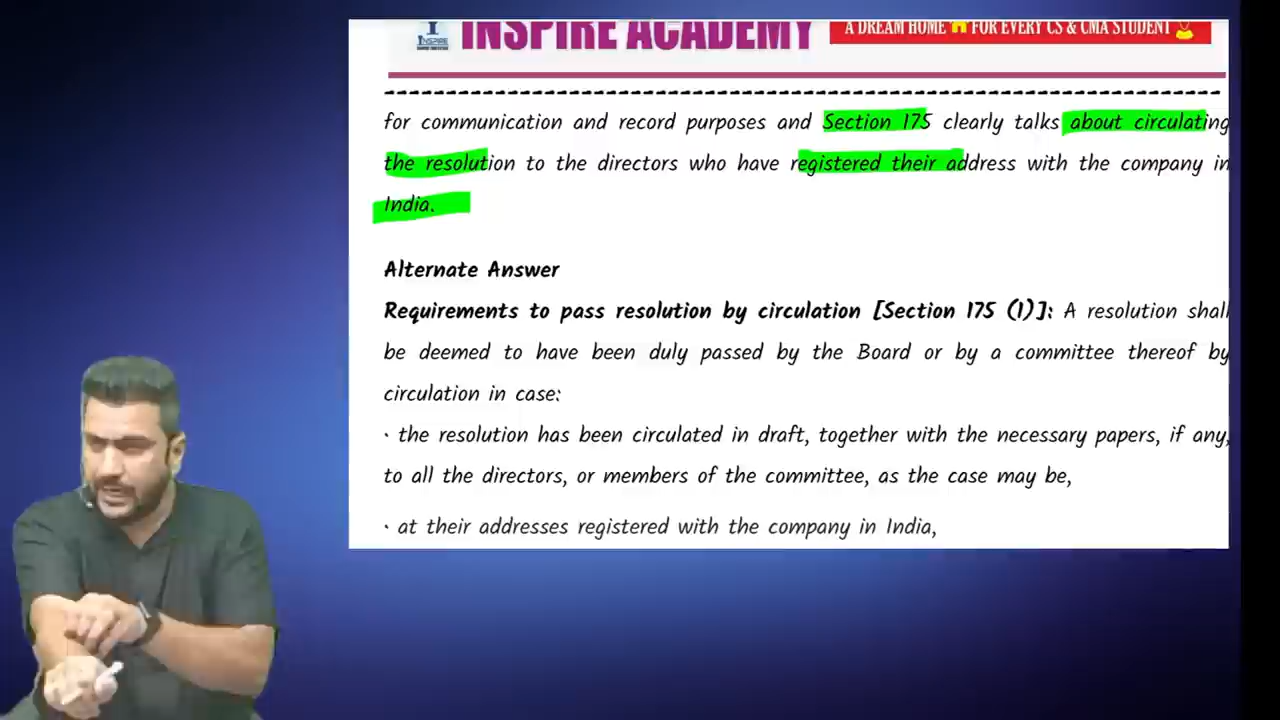 INSPIRE
INSPIRE ACADEMY
A DREAM HOME FOR EVERY CS & CMA STUDENT
for communication and record purposes and Section 175 clearly talks about circulating
the resolution to the directors who have registered their address with the company in
India.
Alternate Answer
Requirements to pass resolution by circulation [Section 175 (1)]: A resolution shall
be deemed to have been duly passed by the Board or by a committee thereof by
circulation in case:
· the resolution has been circulated in draft, together with the necessary papers, if any,
to all the directors, or members of the committee, as the case may be,
· at their addresses registered with the company in India,